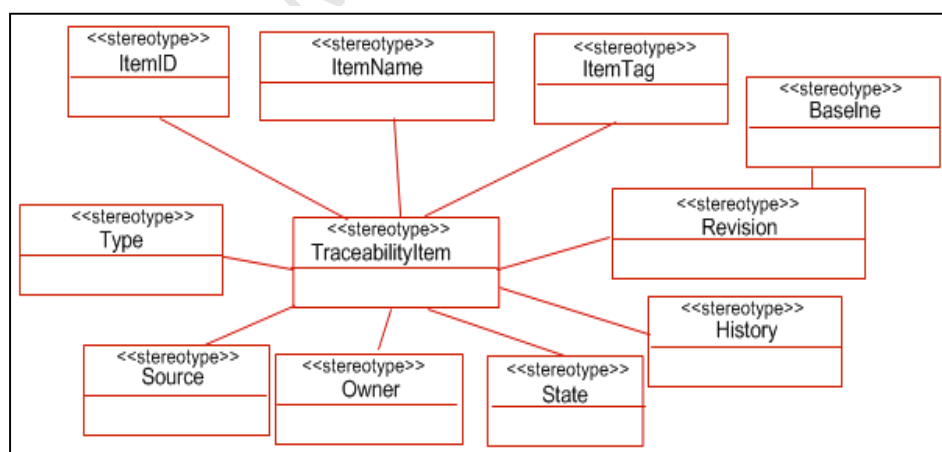 <<stereotype>>
ItemID
<<stereotype>>
ItemName
<<stereotype>>
ItemTag
<<stereotype>>
Baselne
<<stereotype>>
Type
<<stereotype>>
TraceabilityItem
<<stereotype>>
Revision
<<stereotype>>
History
<<stereotype>>
Source
<<stereotype>>
Owner
<<stereotype>>
State